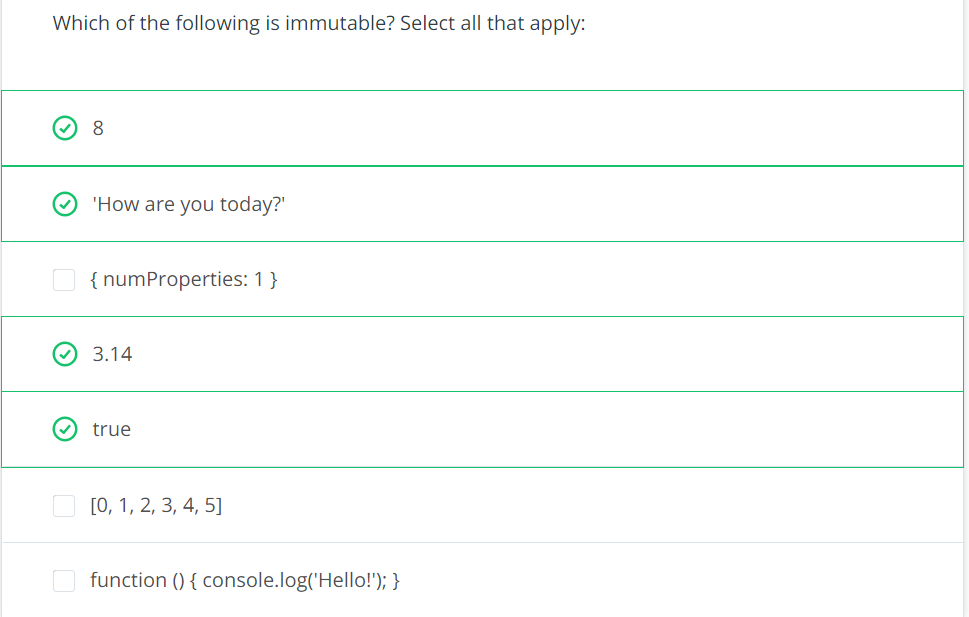 Which of the following is immutable? Select all that apply:
8
'How are you today?'
{ numProperties: 1 }
3.14
true
[0, 1, 2, 3, 4, 5]
function () { console.log('Hello!'); }